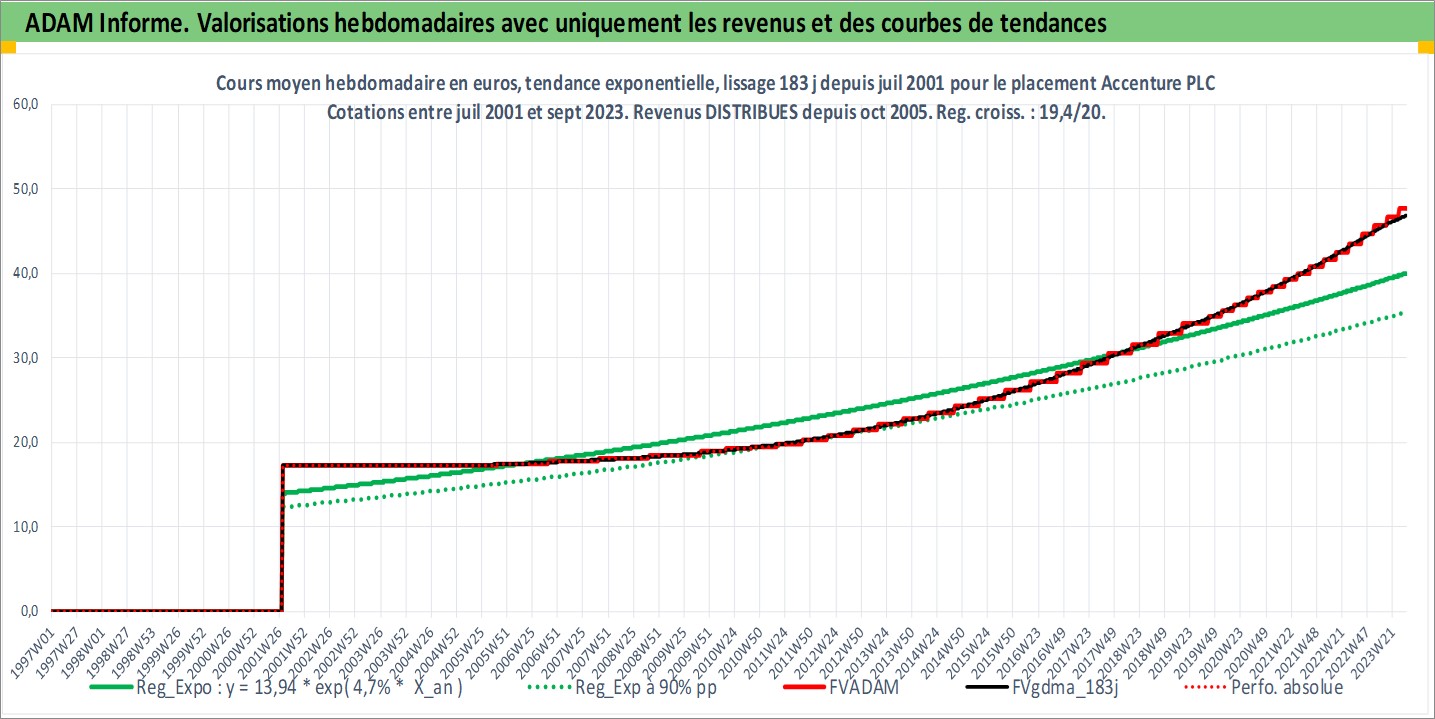 ADAM Informe. Valorisations hebdomadaires avec uniquement les revenus et des courbes de tendances
Cours moyen hebdomadaire en euros, tendance exponentielle, lissage 183 j depuis juil 2001 pour le placement Accenture PLC
Cotations entre juil 2001 et sept 2023. Revenus DISTRIBUES depuis oct 2005. Reg. croiss. : 19,4/20.
60,0
50,0
40,0
30,0
20,0
10,0
0,0
1997W01
1997W27
1998W01
1998W27
1998W53
1999W26
1999W52
2000W26
2000W52
2001W26
2001W52
2002W26
2002W52
2003W26
2003W52
2004W26
2004W52
2005W25
2005W51
2006W25
2006W51
2007W25
2007W51
2008W25
2008W51
2009W25
2009W51
2010W24
2010W50
2011W24
2011W50
2012W24
2012W50
2013W24
2013W50
2014W24
2014W50
2015W24
2015W50
2016W23
2016W49
2017W23
2017W49
2018W23
2018W49
2019W23
2019W49
2020W23
2020W49
2021W22
2021W48
2022W21
2022W47
2023W21
Reg_Expo : y = 13,94 * exp( 4,7% * X_an )
Reg_Exp à 90% pp
FVADAM
FVgdma_183j
Perfo. absolue